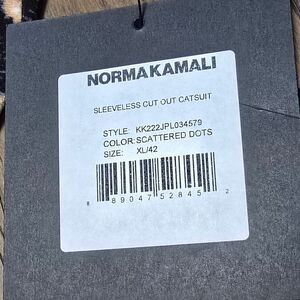 NORMA KAMALI
SLEEVELESS CUT OUT CATSUIT
STYLE: KK222JPL034579
COLOR: SCATTERED DOTS
SIZE: XL/42
8 89047 52845 2